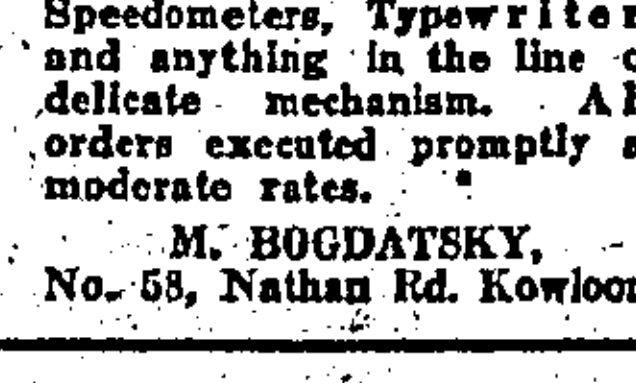 Speedometers, Typewriter
and anything in the line o
delicate mechanism. Al
orders executed promptly a
moderate rates.
M. BOGDATSKY,
No. 58, Nathan Rd. Kowloon